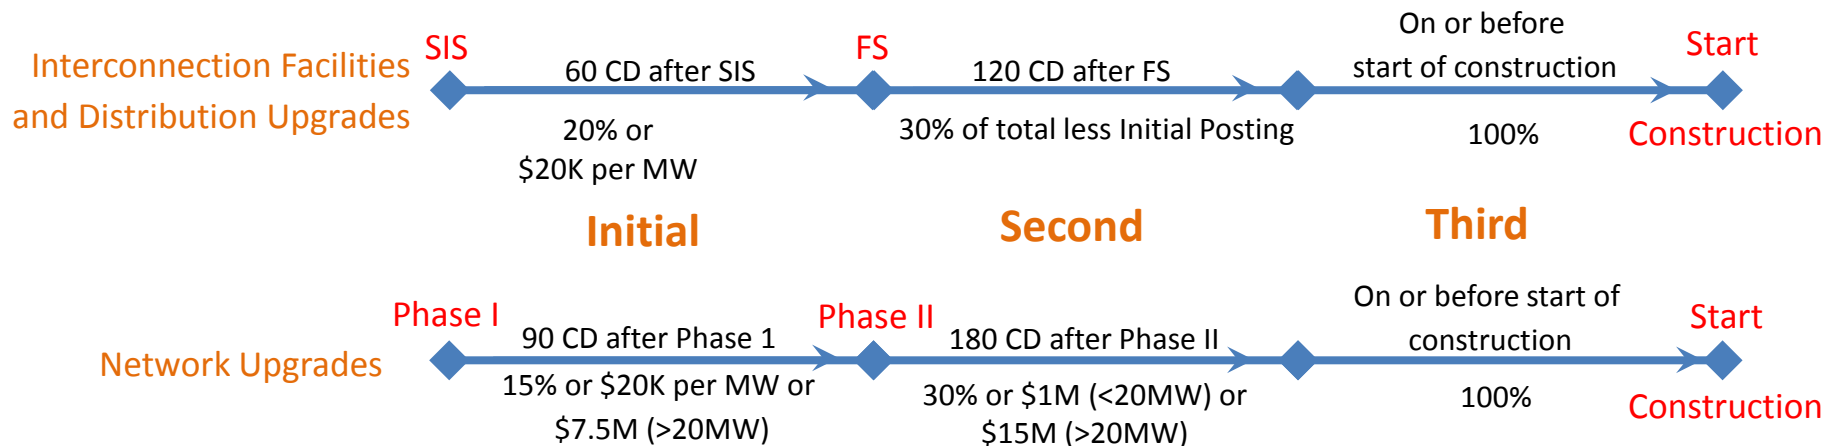 Interconnection Facilities
and Distribution Upgrades
SIS
60 CD after SIS
20% or
$20K per MW
FS
120 CD after FS
30% of total less Initial Posting
On or before
start of construction
100%
Start
Construction
Initial
Second
Third
Network Upgrades
Phase I
90 CD after Phase 1
15% or $20K per MW or
$7.5M (>20MW)
Phase II
180 CD after Phase II
30% or $1M (<20MW) or
$15M (>20MW)
On or before start of
construction
100%
Start
Construction